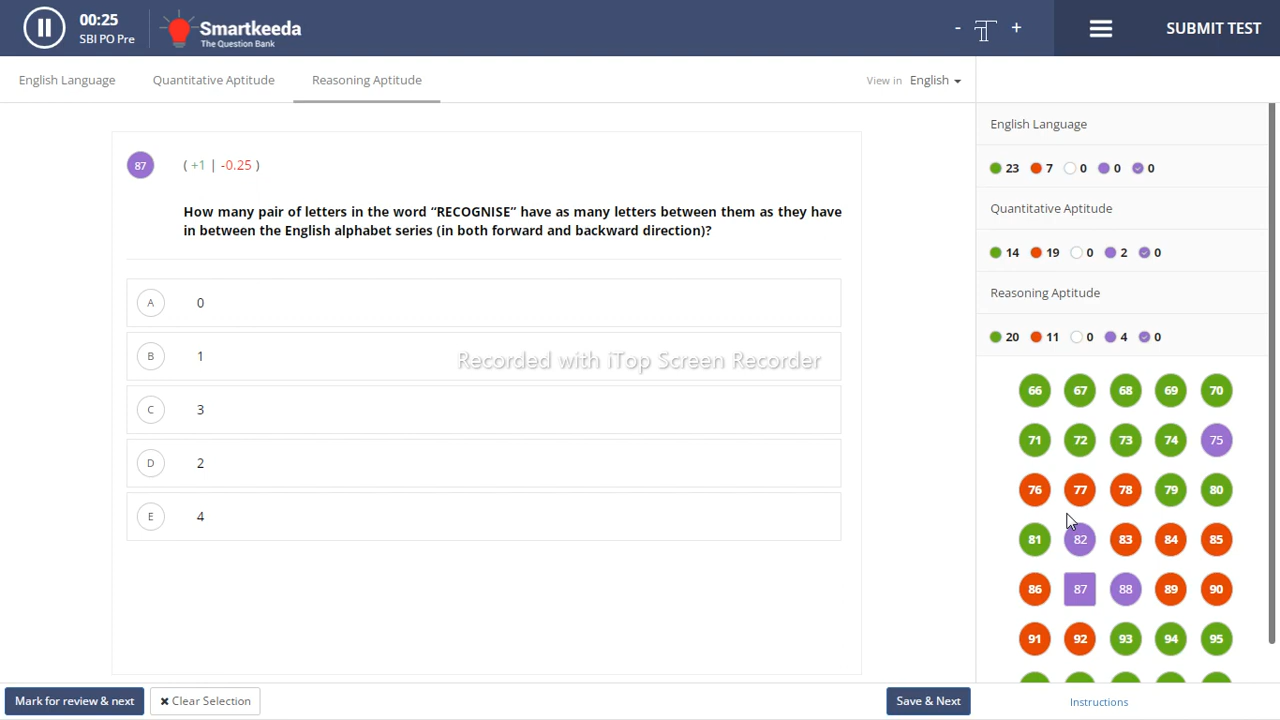 00:25
SBI PO Pre
Smartkeeda
The Question Bank
- T +
SUBMIT TEST
English Language
Quantitative Aptitude
Reasoning Aptitude
View in English
87
( +1 | -0.25 )
How many pair of letters in the word “RECOGNISE” have as many letters between them as they have
in between the English alphabet series (in both forward and backward direction)?
A 0
B 1
C 3
D 2
E 4
Recorded with iTop Screen Recorder
English Language
23 7 0 0 0
Quantitative Aptitude
14 19 0 2 0
Reasoning Aptitude
20 11 0 4 0
66 67 68 69 70
71 72 73 74 75
76 77 78 79 80
81 82 83 84 85
86 87 88 89 90
91 92 93 94 95
Mark for review & next
✖ Clear Selection
Save & Next
Instructions